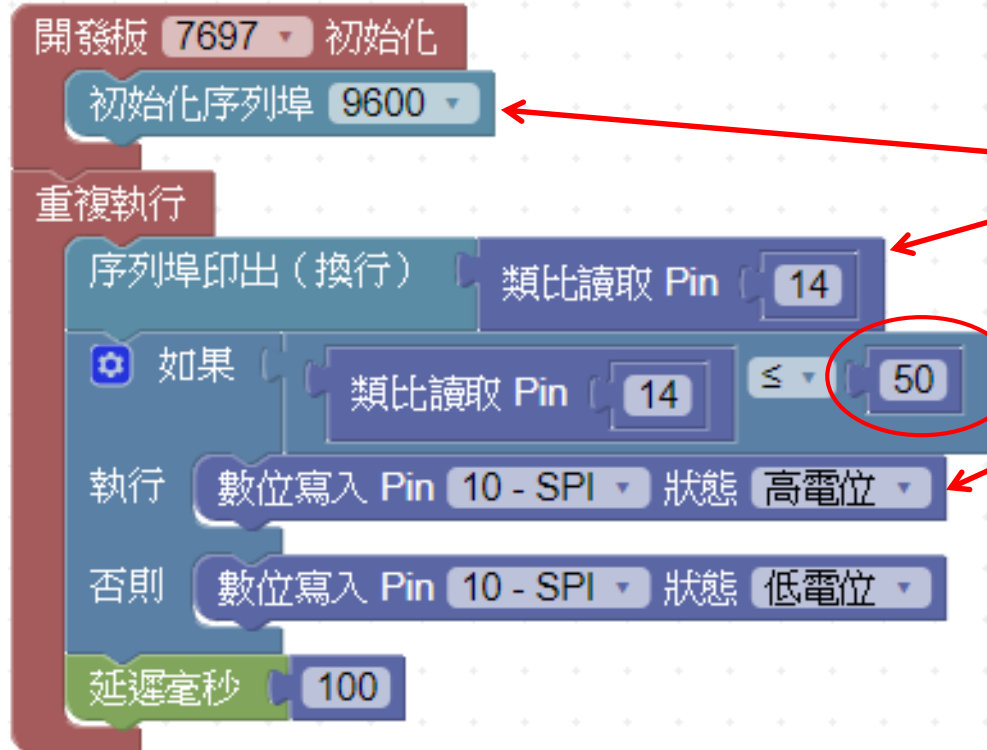 開發板 7697 初始化
初始化序列埠 9600
重複執行
序列埠印出（換行） 類比讀取 Pin 14
如果 類比讀取 Pin 14 ≤ 50
執行 數位寫入 Pin 10 - SPI 狀態 高電位
否則 數位寫入 Pin 10 - SPI 狀態 低電位
延遲毫秒 100